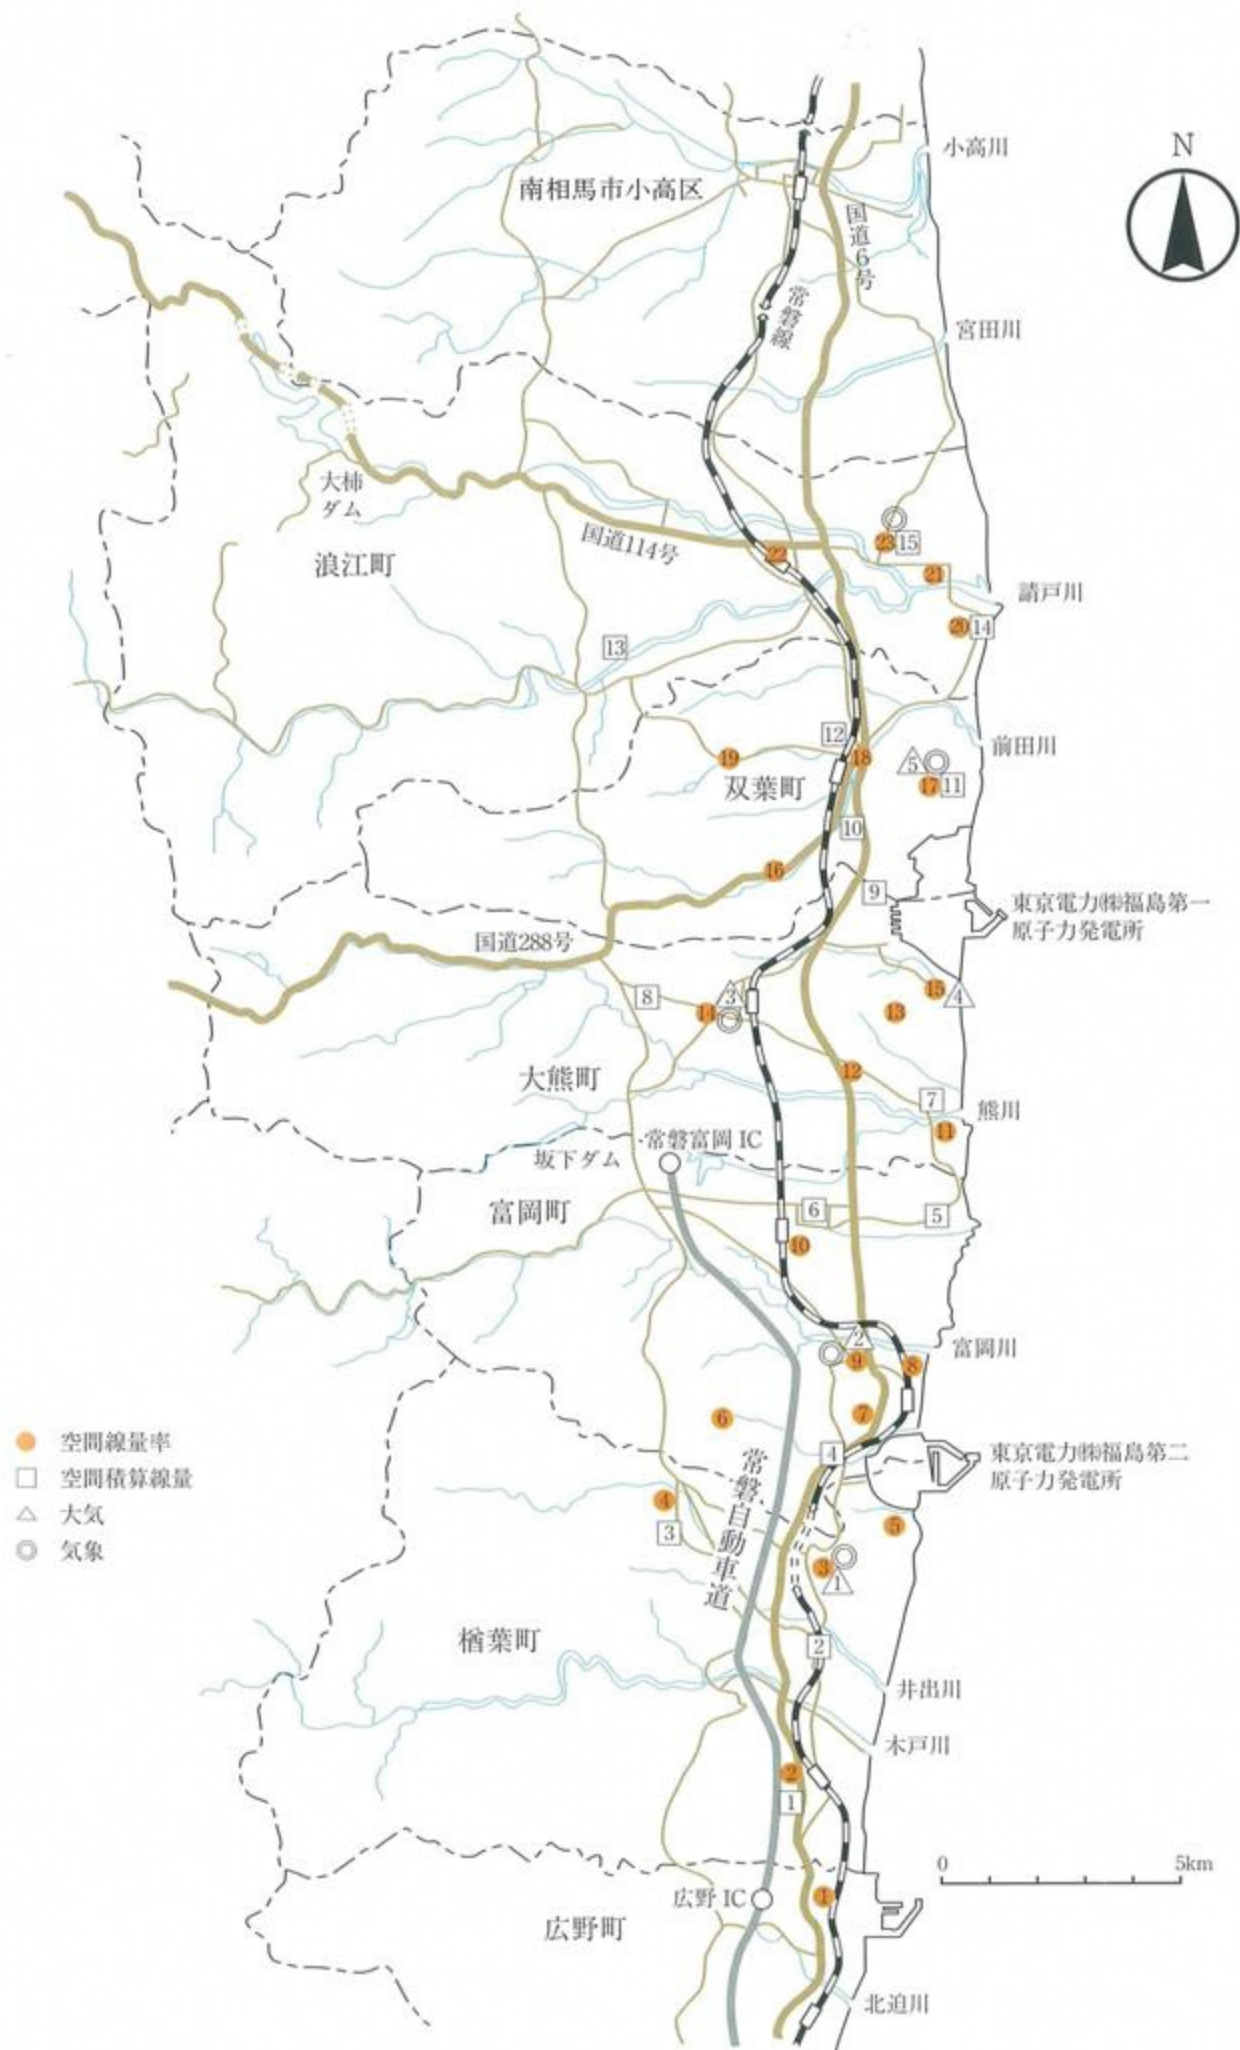 小高川
N
南相馬市小高区
国道6号
常磐線
宮田川
大柿
ダム
国道114号
浪江町
23
15
22
21
請戸川
20
14
13
12
18
19
5
前田川
双葉町
17
11
10
16
9
東京電力㈱福島第一
原子力発電所
国道288号
8
3
14
15
4
13
大熊町
12
7
熊川
11
常磐富岡 IC
坂下ダム
富岡町
6
5
10
2
富岡川
9
8
6
7
空間線量率
空間積算線量
大気
気象
4
東京電力㈱福島第二
原子力発電所
常磐自動車道
4
3
5
3
1
楢葉町
2
井出川
木戸川
2
1
0
5km
広野 IC
1
広野町
北迫川